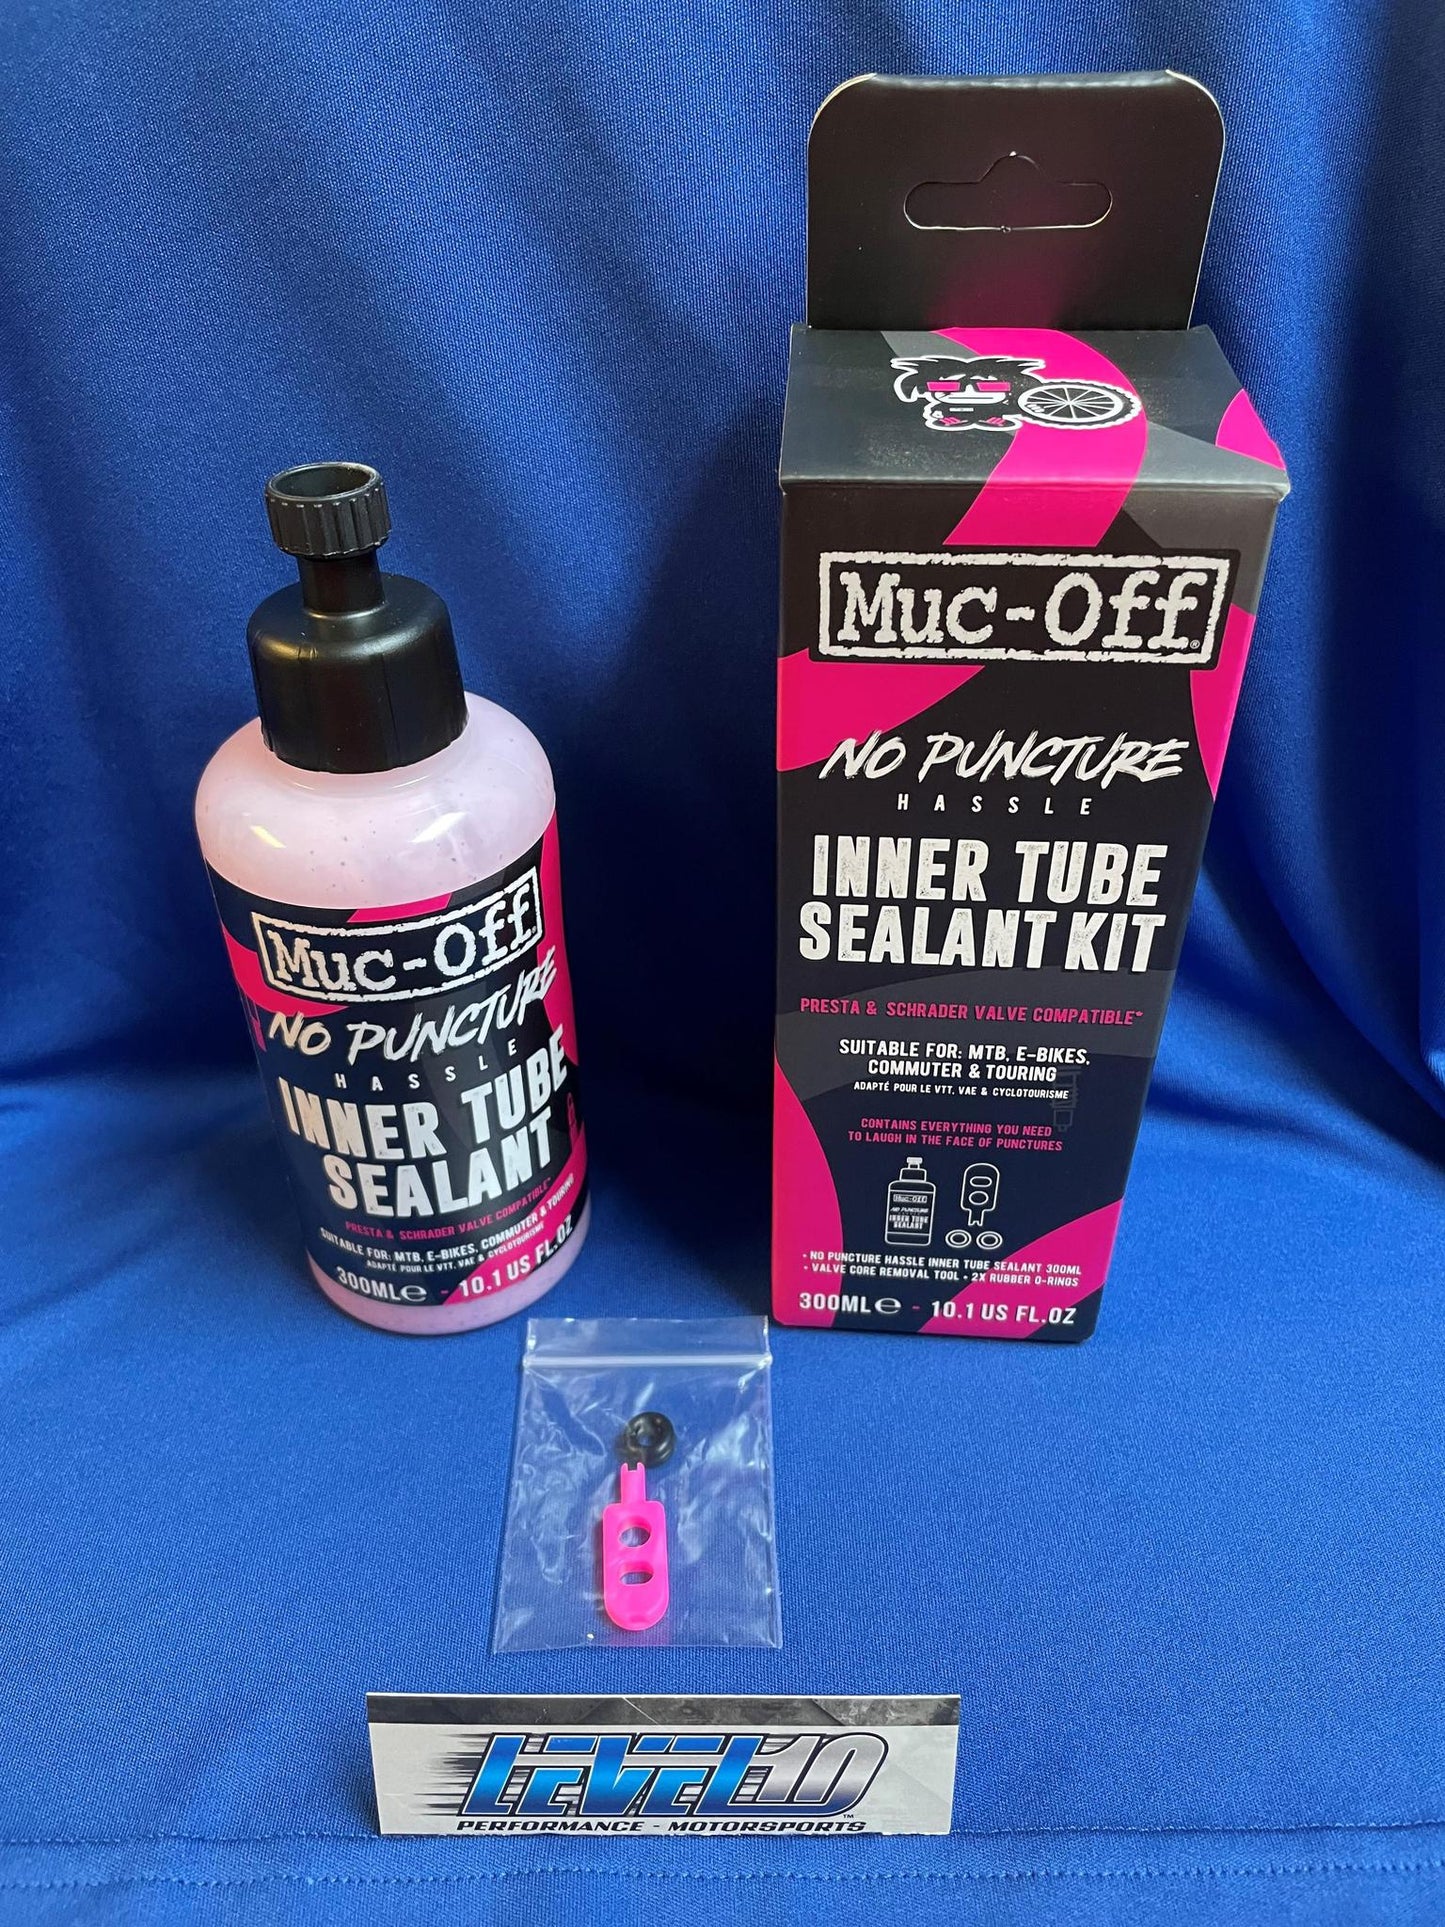 Muc-Off
NO PUNCTURE
HASSLE
INNER TUBE
SEALANT
PRESTA & SCHRADER VALVE COMPATIBLE*
SUITABLE FOR: MTB, E-BIKES, COMMUTER & TOURING
ADAPTÉ POUR LE VTT, VAE & CYCLOTOURISME
300ML℮ - 10.1 US FL.OZ
Muc-Off®
NO PUNCTURE
HASSLE
INNER TUBE
SEALANT KIT
PRESTA & SCHRADER VALVE COMPATIBLE*
SUITABLE FOR: MTB, E-BIKES,
COMMUTER & TOURING
ADAPTÉ POUR LE VTT, VAE & CYCLOTOURISME
CONTAINS EVERYTHING YOU NEED
TO LAUGH IN THE FACE OF PUNCTURES
Muc-Off
NO PUNCTURE
INNER TUBE
SEALANT
• NO PUNCTURE HASSLE INNER TUBE SEALANT 300ML
• VALVE CORE REMOVAL TOOL • 2X RUBBER O-RINGS
300ML℮ - 10.1 US FL.OZ
LEVEL10™
PERFORMANCE - MOTORSPORTS